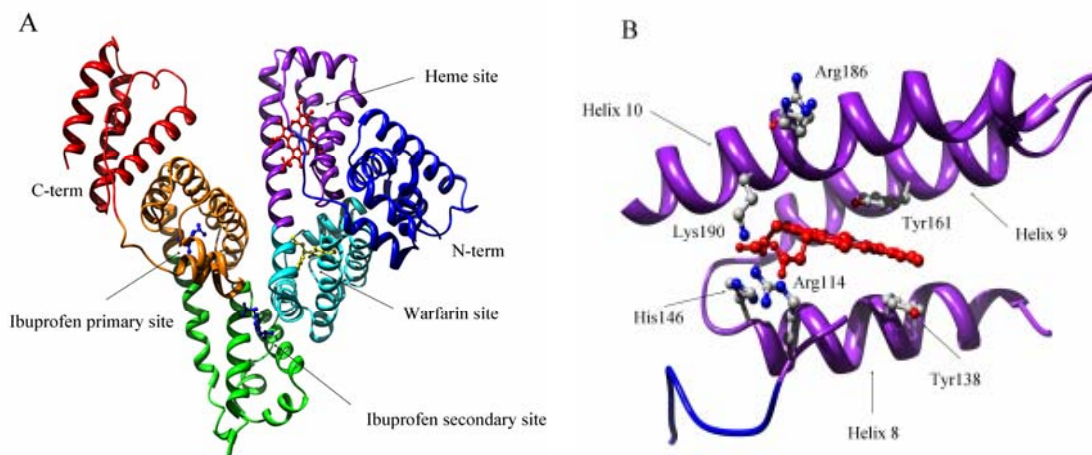 A
Heme site
C-term
N-term
Ibuprofen primary site
Warfarin site
Ibuprofen secondary site
B
Arg186
Helix 10
Lys190
Tyr161
Helix 9
Arg114
His146
Tyr138
Helix 8